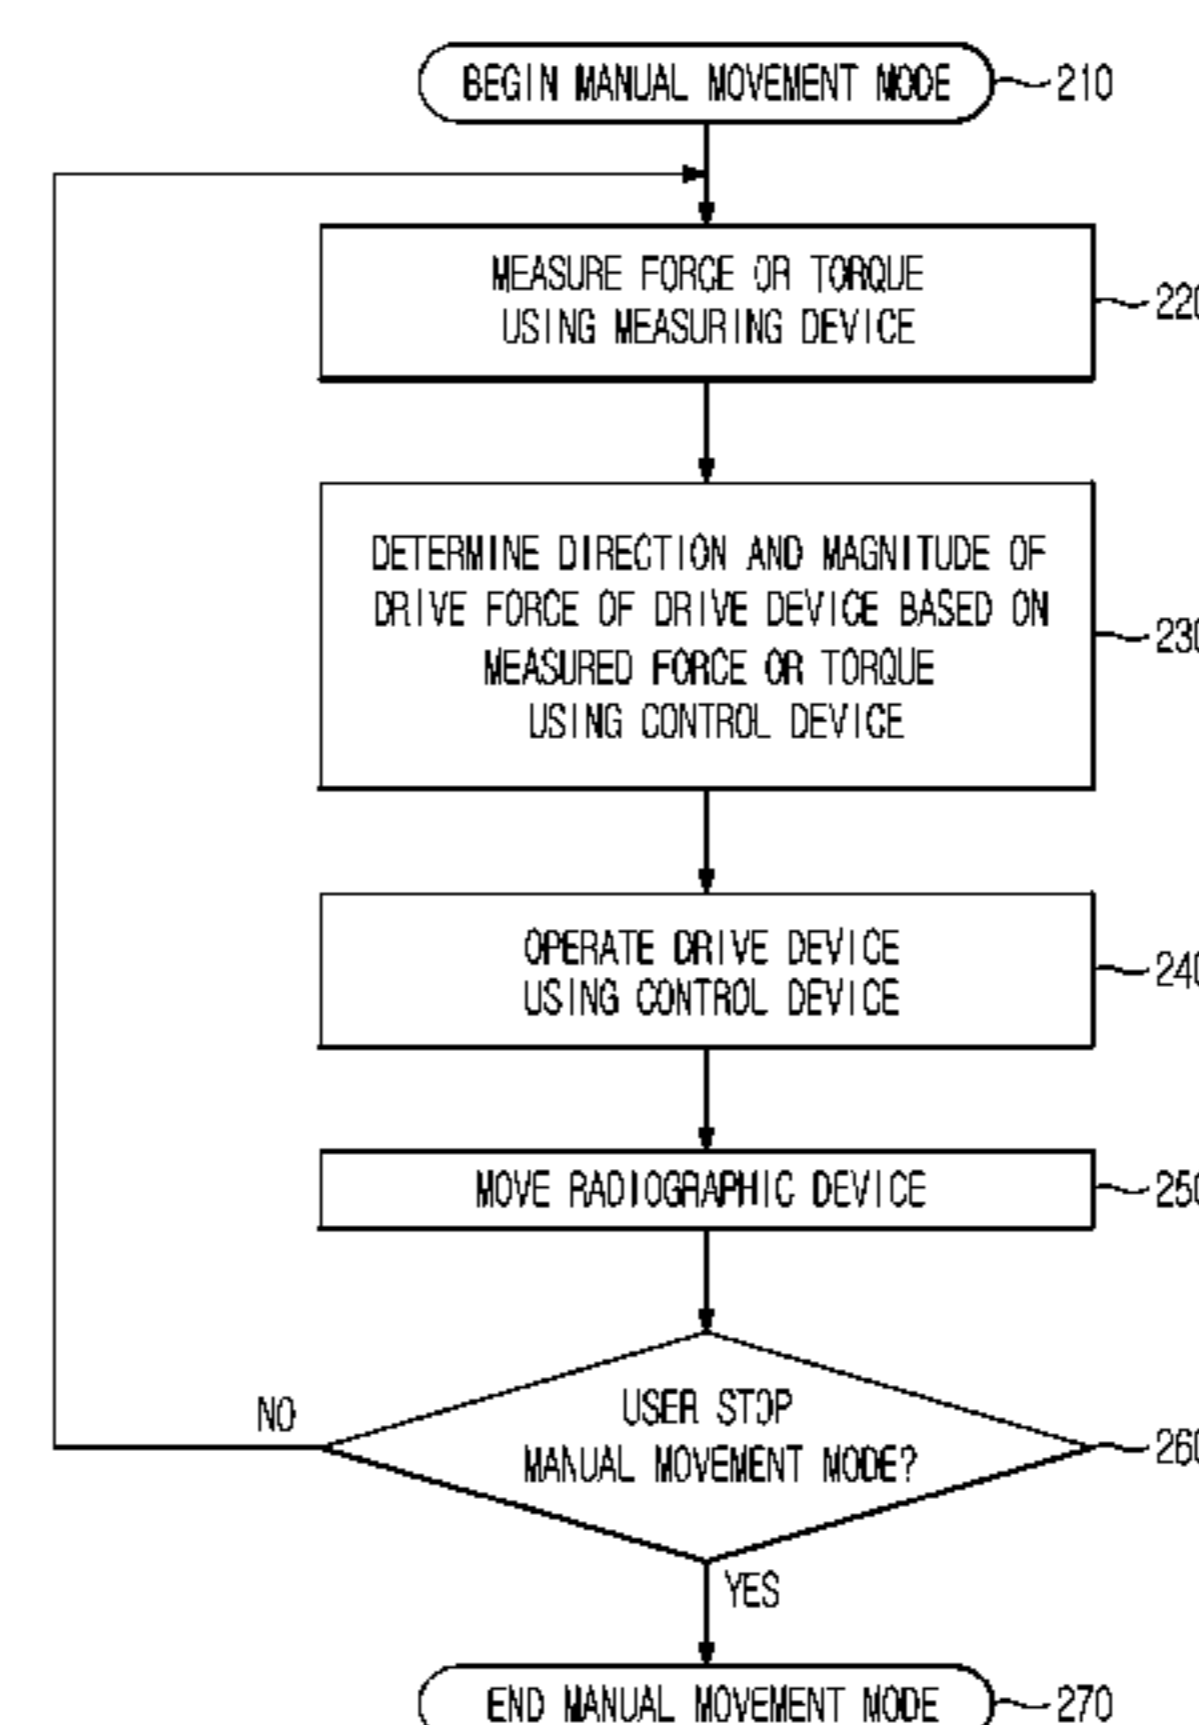 BEGIN MANUAL MOVEMENT MODE 210
MEASURE FORCE OR TORQUE
USING MEASURING DEVICE
220
DETERMINE DIRECTION AND MAGNITUDE OF
DRIVE FORCE OF DRIVE DEVICE BASED ON
MEASURED FORCE OR TORQUE
USING CONTROL DEVICE
230
OPERATE DRIVE DEVICE
USING CONTROL DEVICE
240
MOVE RADIOGRAPHIC DEVICE 250
NO
USER STOP
MANUAL MOVEMENT MODE?
260
YES
END MANUAL MOVEMENT MODE 270